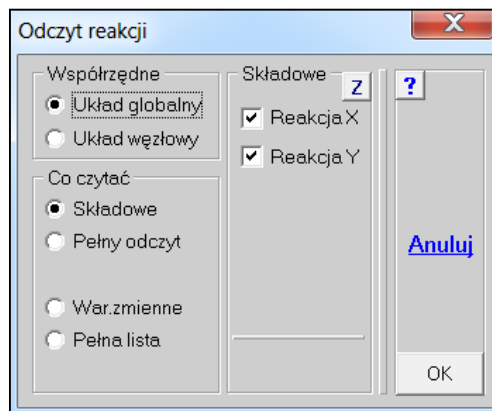 Odczyt reakcji
X
Współrzędne
Układ globalny
Układ węzłowy
Co czytać
Składowe
Pełny odczyt
War.zmienne
Pełna lista
Składowe
Z
Reakcja X
Reakcja Y
?
Anuluj
OK